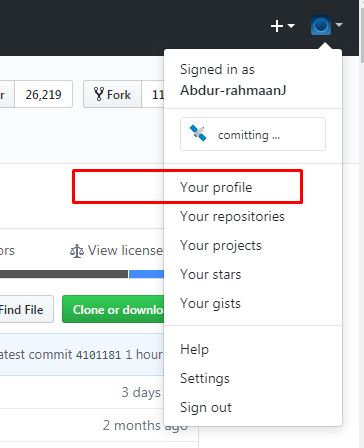 r 26,219 Fork 11
Signed in as
Abdur-rahmaanJ
comitting ...
Your profile
Your repositories
Your projects
Your stars
Your gists
Help
Settings
Sign out
ors View license
Find File Clone or downlo
atest commit 4101181 1 hour
3 days
2 months ago